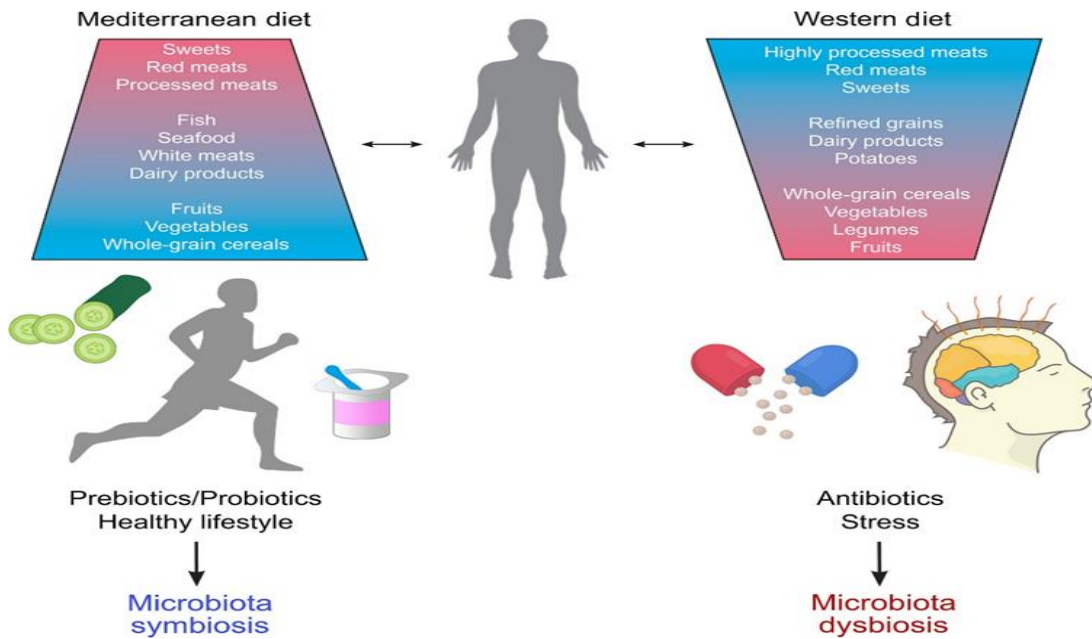 Mediterranean diet
Sweets
Red meats
Processed meats
Fish
Seafood
White meats
Dairy products
Fruits
Vegetables
Whole-grain cereals
Western diet
Highly processed meats
Red meats
Sweets
Refined grains
Dairy products
Potatoes
Whole-grain cereals
Vegetables
Legumes
Fruits
Prebiotics/Probiotics
Healthy lifestyle
Microbiota
symbiosis
Antibiotics
Stress
Microbiota
dysbiosis